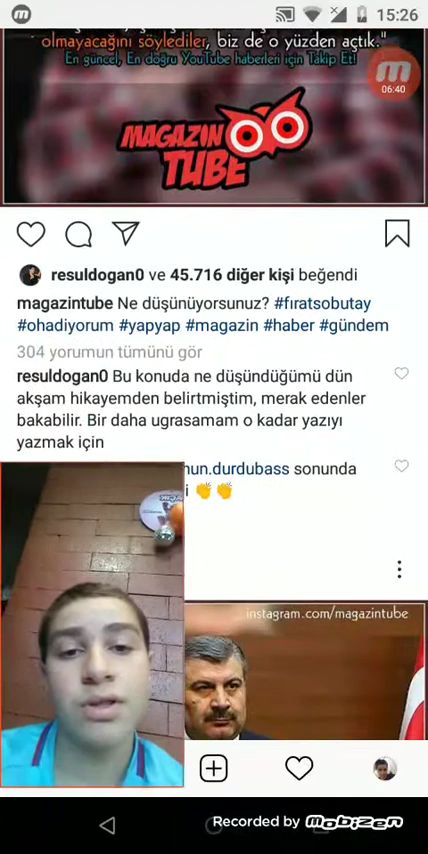 15:26
olmayacağını söylediler, biz de o yüzden açtık."
En güncel, En doğru YouTube haberleri için Takip Et!
06:40
MAGAZIN
TUBE
resuldogan0 ve 45.716 diğer kişi beğendi
magazintube Ne düşünüyorsunuz? #fıratsobutay
#ohadiyorum #yapyap #magazin #haber #gündem
304 yorumun tümünü gör
resuldogan0 Bu konuda ne düşündüğümü dün
akşam hikayemden belirtmiştim, merak edenler
bakabilir. Bir daha ugrasamam o kadar yazıyı
yazmak için
nun.durdubass sonunda
i 👏👏
instagram.com/magazintube
Recorded by mobizen